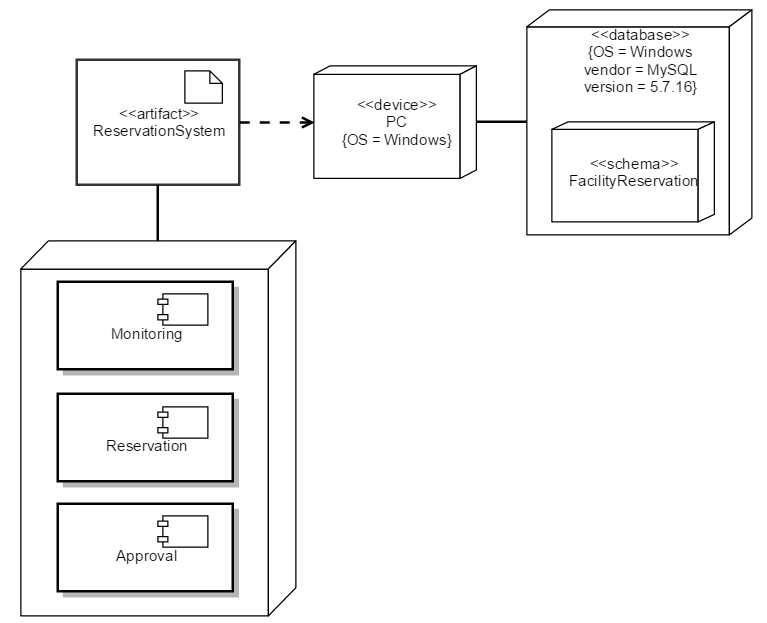 <<artifact>>
ReservationSystem
<<device>>
PC
{OS = Windows}
<<database>>
{OS = Windows
vendor = MySQL
version = 5.7.16}
<<schema>>
FacilityReservation
Monitoring
Reservation
Approval